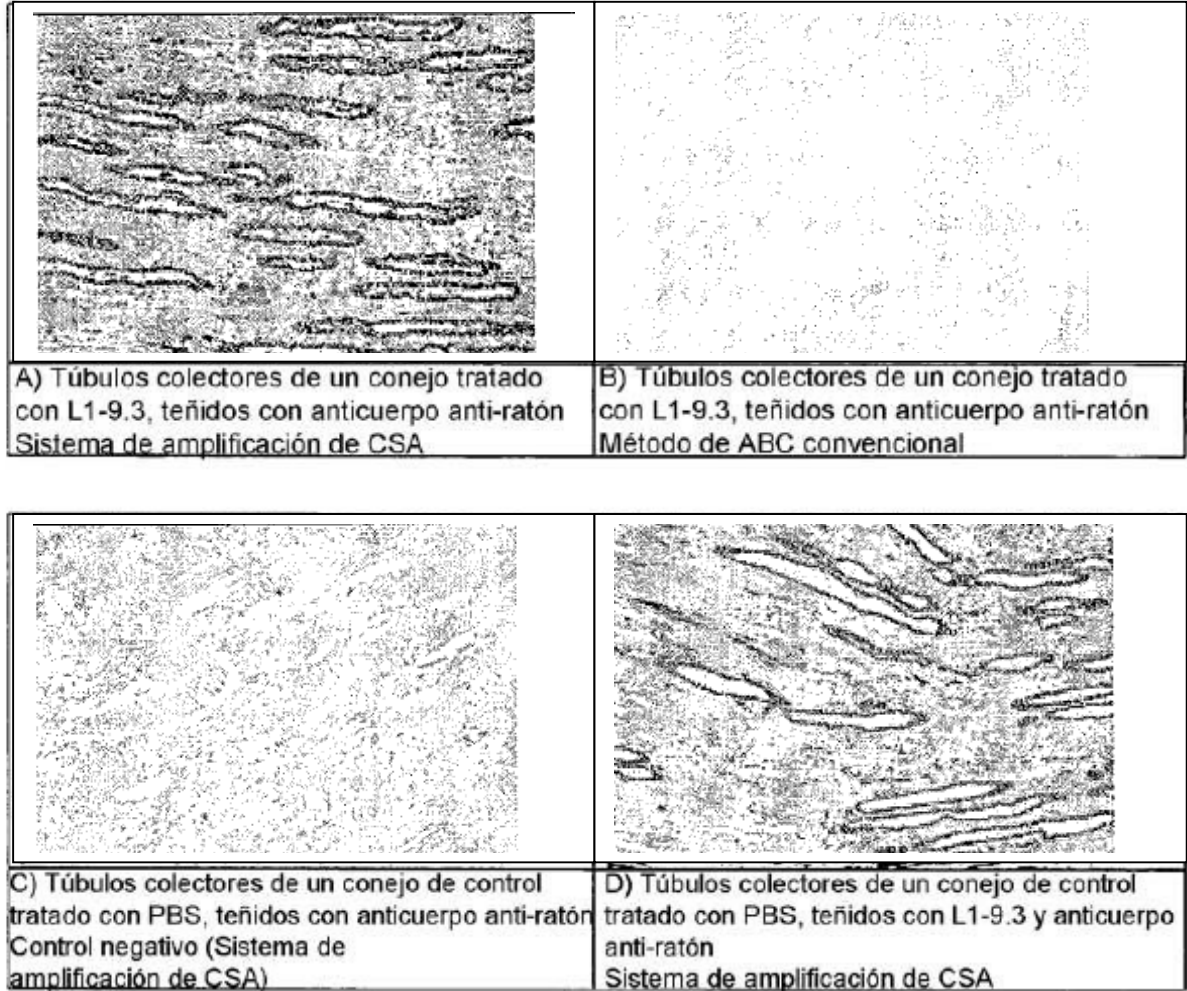 A) Túbulos colectores de un conejo tratado
con L1-9.3, teñidos con anticuerpo anti-ratón
Sistema de amplificación de CSA
B) Túbulos colectores de un conejo tratado
con L1-9.3, teñidos con anticuerpo anti-ratón
Método de ABC convencional
C) Túbulos colectores de un conejo de control
tratado con PBS, teñidos con anticuerpo anti-ratón
Control negativo (Sistema de
amplificación de CSA)
D) Túbulos colectores de un conejo de control
tratado con PBS, teñidos con L1-9.3 y anticuerpo
anti-ratón
Sistema de amplificación de CSA